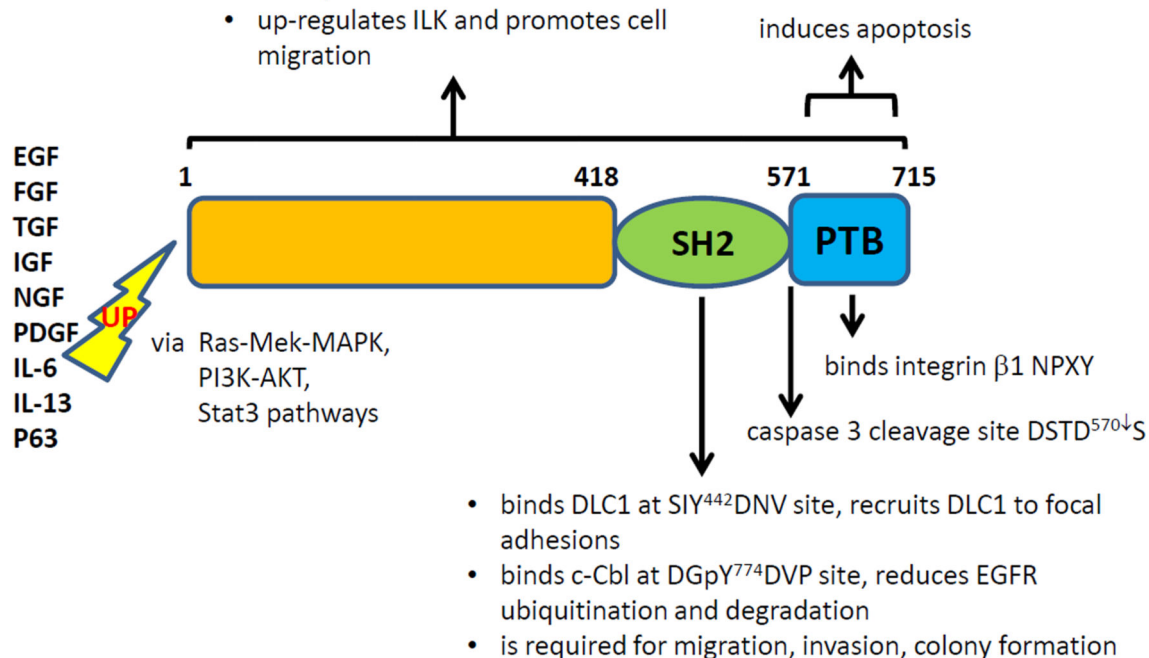 • up-regulates ILK and promotes cell
migration
induces apoptosis
EGF
FGF
TGF
IGF
NGF
PDGF
IL-6
IL-13
P63
UP
via Ras-Mek-MAPK,
PI3K-AKT,
Stat3 pathways
1
418
571
715
SH2
PTB
binds integrin β1 NPXY
caspase 3 cleavage site DSTD⁵⁷⁰↓S
• binds DLC1 at SIY⁴⁴²DNV site, recruits DLC1 to focal
adhesions
• binds c-Cbl at DGpY⁷⁷⁴DVP site, reduces EGFR
ubiquitination and degradation
• is required for migration, invasion, colony formation